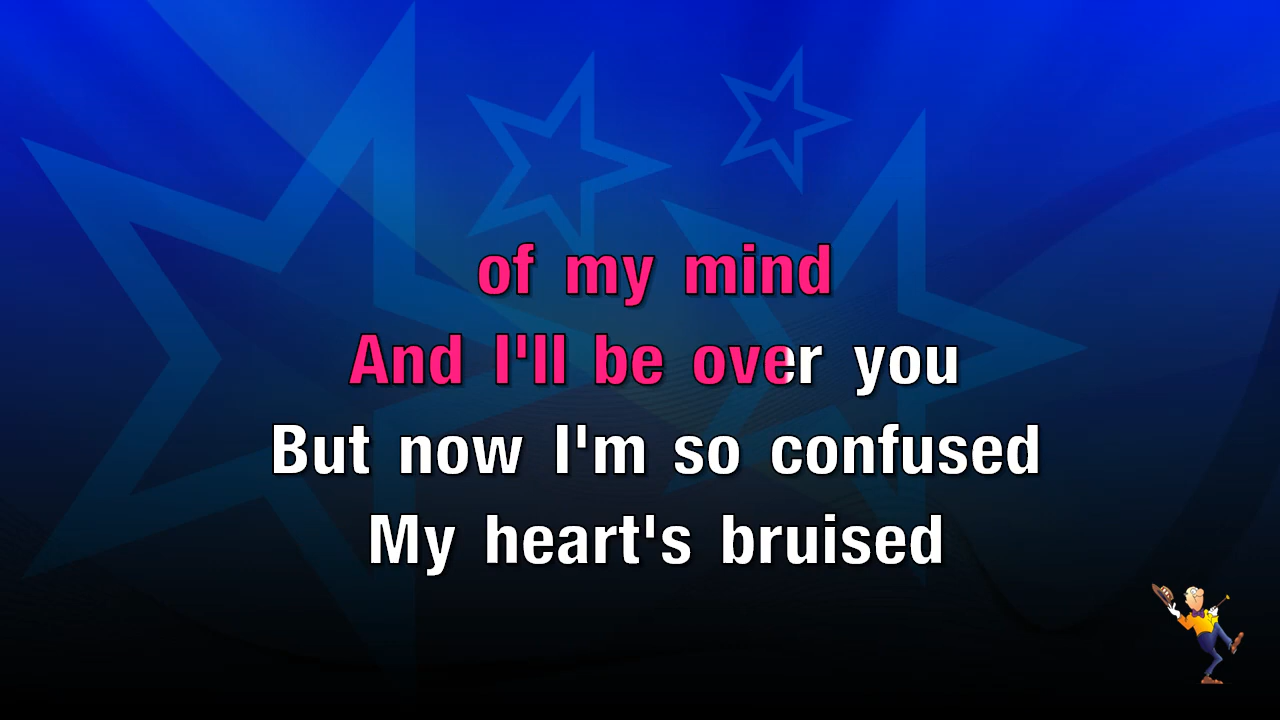 of my mind
And I'll be over you
But now I'm so confused
My heart's bruised